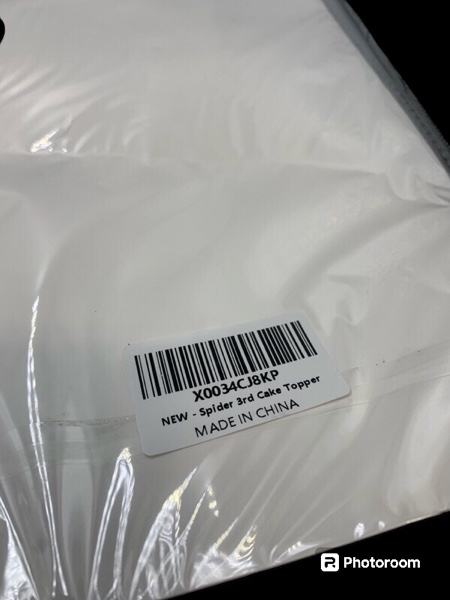 X0034CJ8KP
NEW - Spider 3rd Cake Topper
MADE IN CHINA
Photoroom